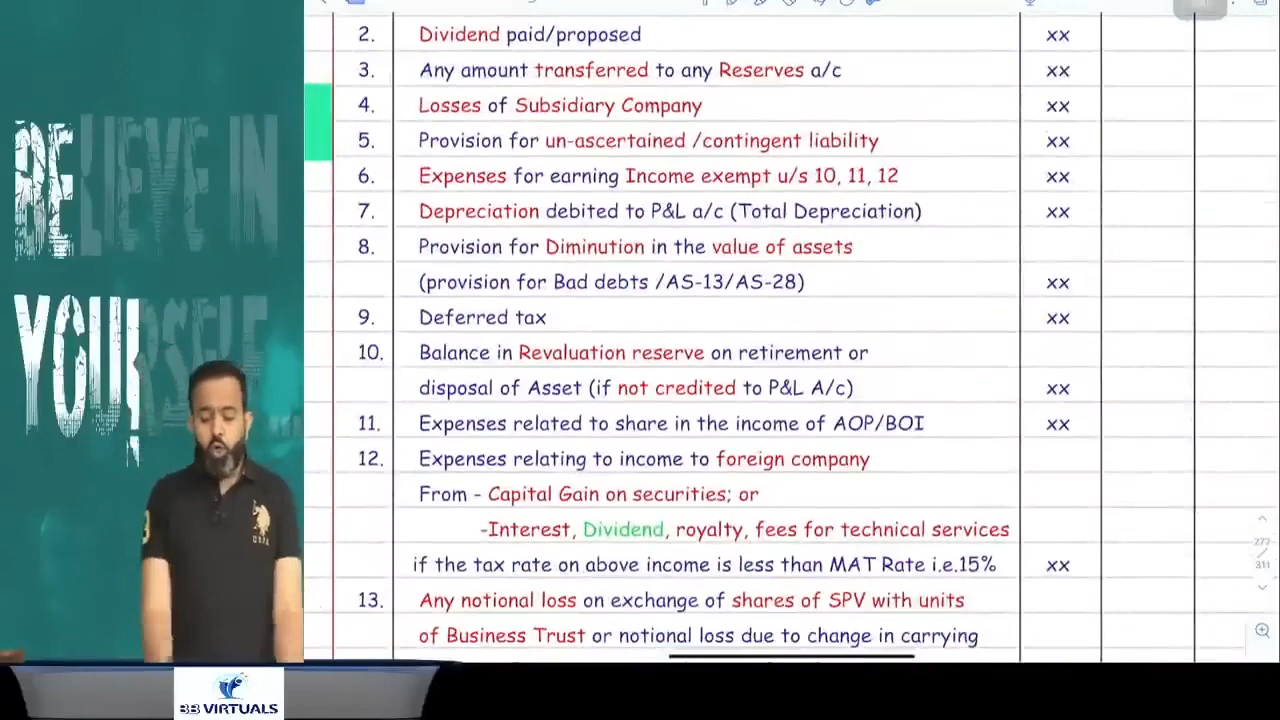 BELIEVE IN
YOURSELF
2. Dividend paid/proposed xx
3. Any amount transferred to any Reserves a/c xx
4. Losses of Subsidiary Company xx
5. Provision for un-ascertained /contingent liability xx
6. Expenses for earning Income exempt u/s 10, 11, 12 xx
7. Depreciation debited to P&L a/c (Total Depreciation) xx
8. Provision for Diminution in the value of assets
(provision for Bad debts /AS-13/AS-28) xx
9. Deferred tax xx
10. Balance in Revaluation reserve on retirement or
disposal of Asset (if not credited to P&L A/c) xx
11. Expenses related to share in the income of AOP/BOI xx
12. Expenses relating to income to foreign company
From - Capital Gain on securities; or
-Interest, Dividend, royalty, fees for technical services
if the tax rate on above income is less than MAT Rate i.e.15% xx
13. Any notional loss on exchange of shares of SPV with units
of Business Trust or notional loss due to change in carrying
277
/
311
3
BB VIRTUALS